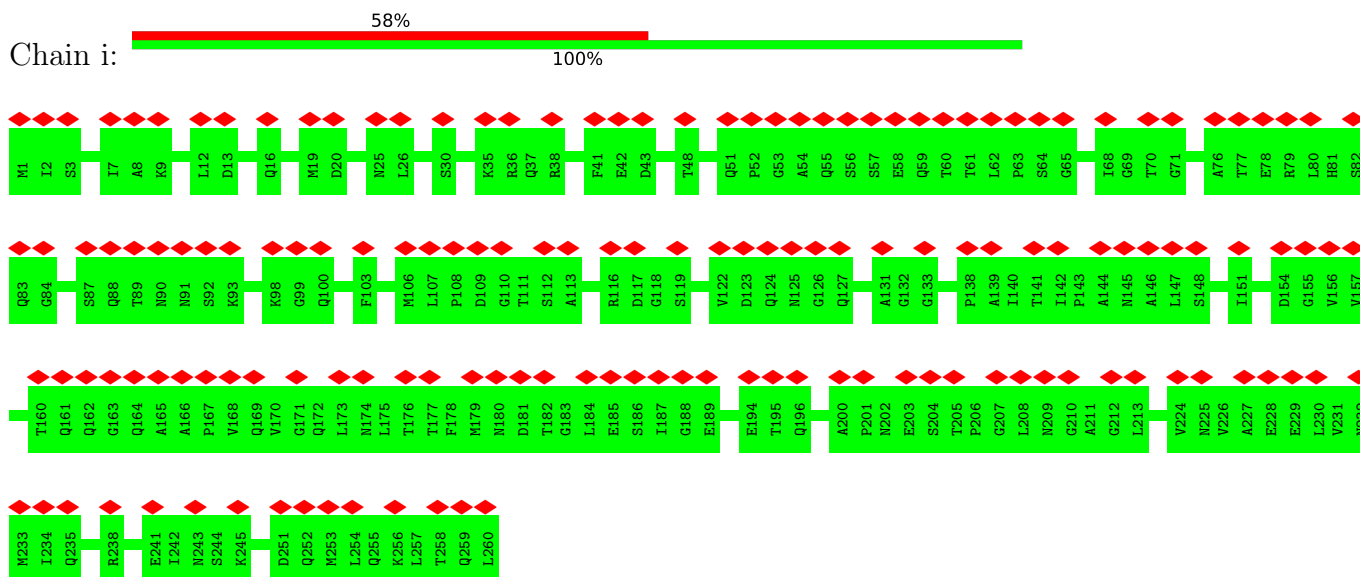 58%
Chain i:
100%
M1 I2 S3 I7 A8 K9 L12 D13 Q16 M19 D20 N25 L26 S30 K35 R36 Q37 R38 F41 E42 D43 T48 Q51 P52 G53 A54 Q55 S56 S57 E58 Q59 T60 T61 L62 P63 S64 G65 I68 G69 T70 G71 A76 T77 E78 R79 L80 H81 S82
Q83 G84 S87 Q88 T89 N90 N91 S92 K93 K98 G99 Q100 F103 M106 L107 P108 D109 G110 T111 S112 A113 R116 D117 G118 S119 V122 D123 Q124 N125 G126 Q127 A131 G132 G133 P138 A139 I140 T141 I142 P143 A144 N145 A146 L147 S148 I151 D154 G155 V156 V157
T160 Q161 Q162 G163 Q164 A165 A166 P167 V168 Q169 V170 G171 Q172 L173 N174 L175 T176 T177 F178 M179 N180 D181 T182 G183 L184 E185 S186 I187 G188 E189 E194 T195 Q196 A200 P201 N202 E203 S204 T205 P206 G207 L208 N209 G210 A211 G212 L213 V224 N225 V226 A227 E228 E229 L230 V231 N232
M233 I234 Q235 R238 E241 I242 N243 S244 K245 D251 Q252 M253 L254 Q255 K256 L257 T258 Q259 L260